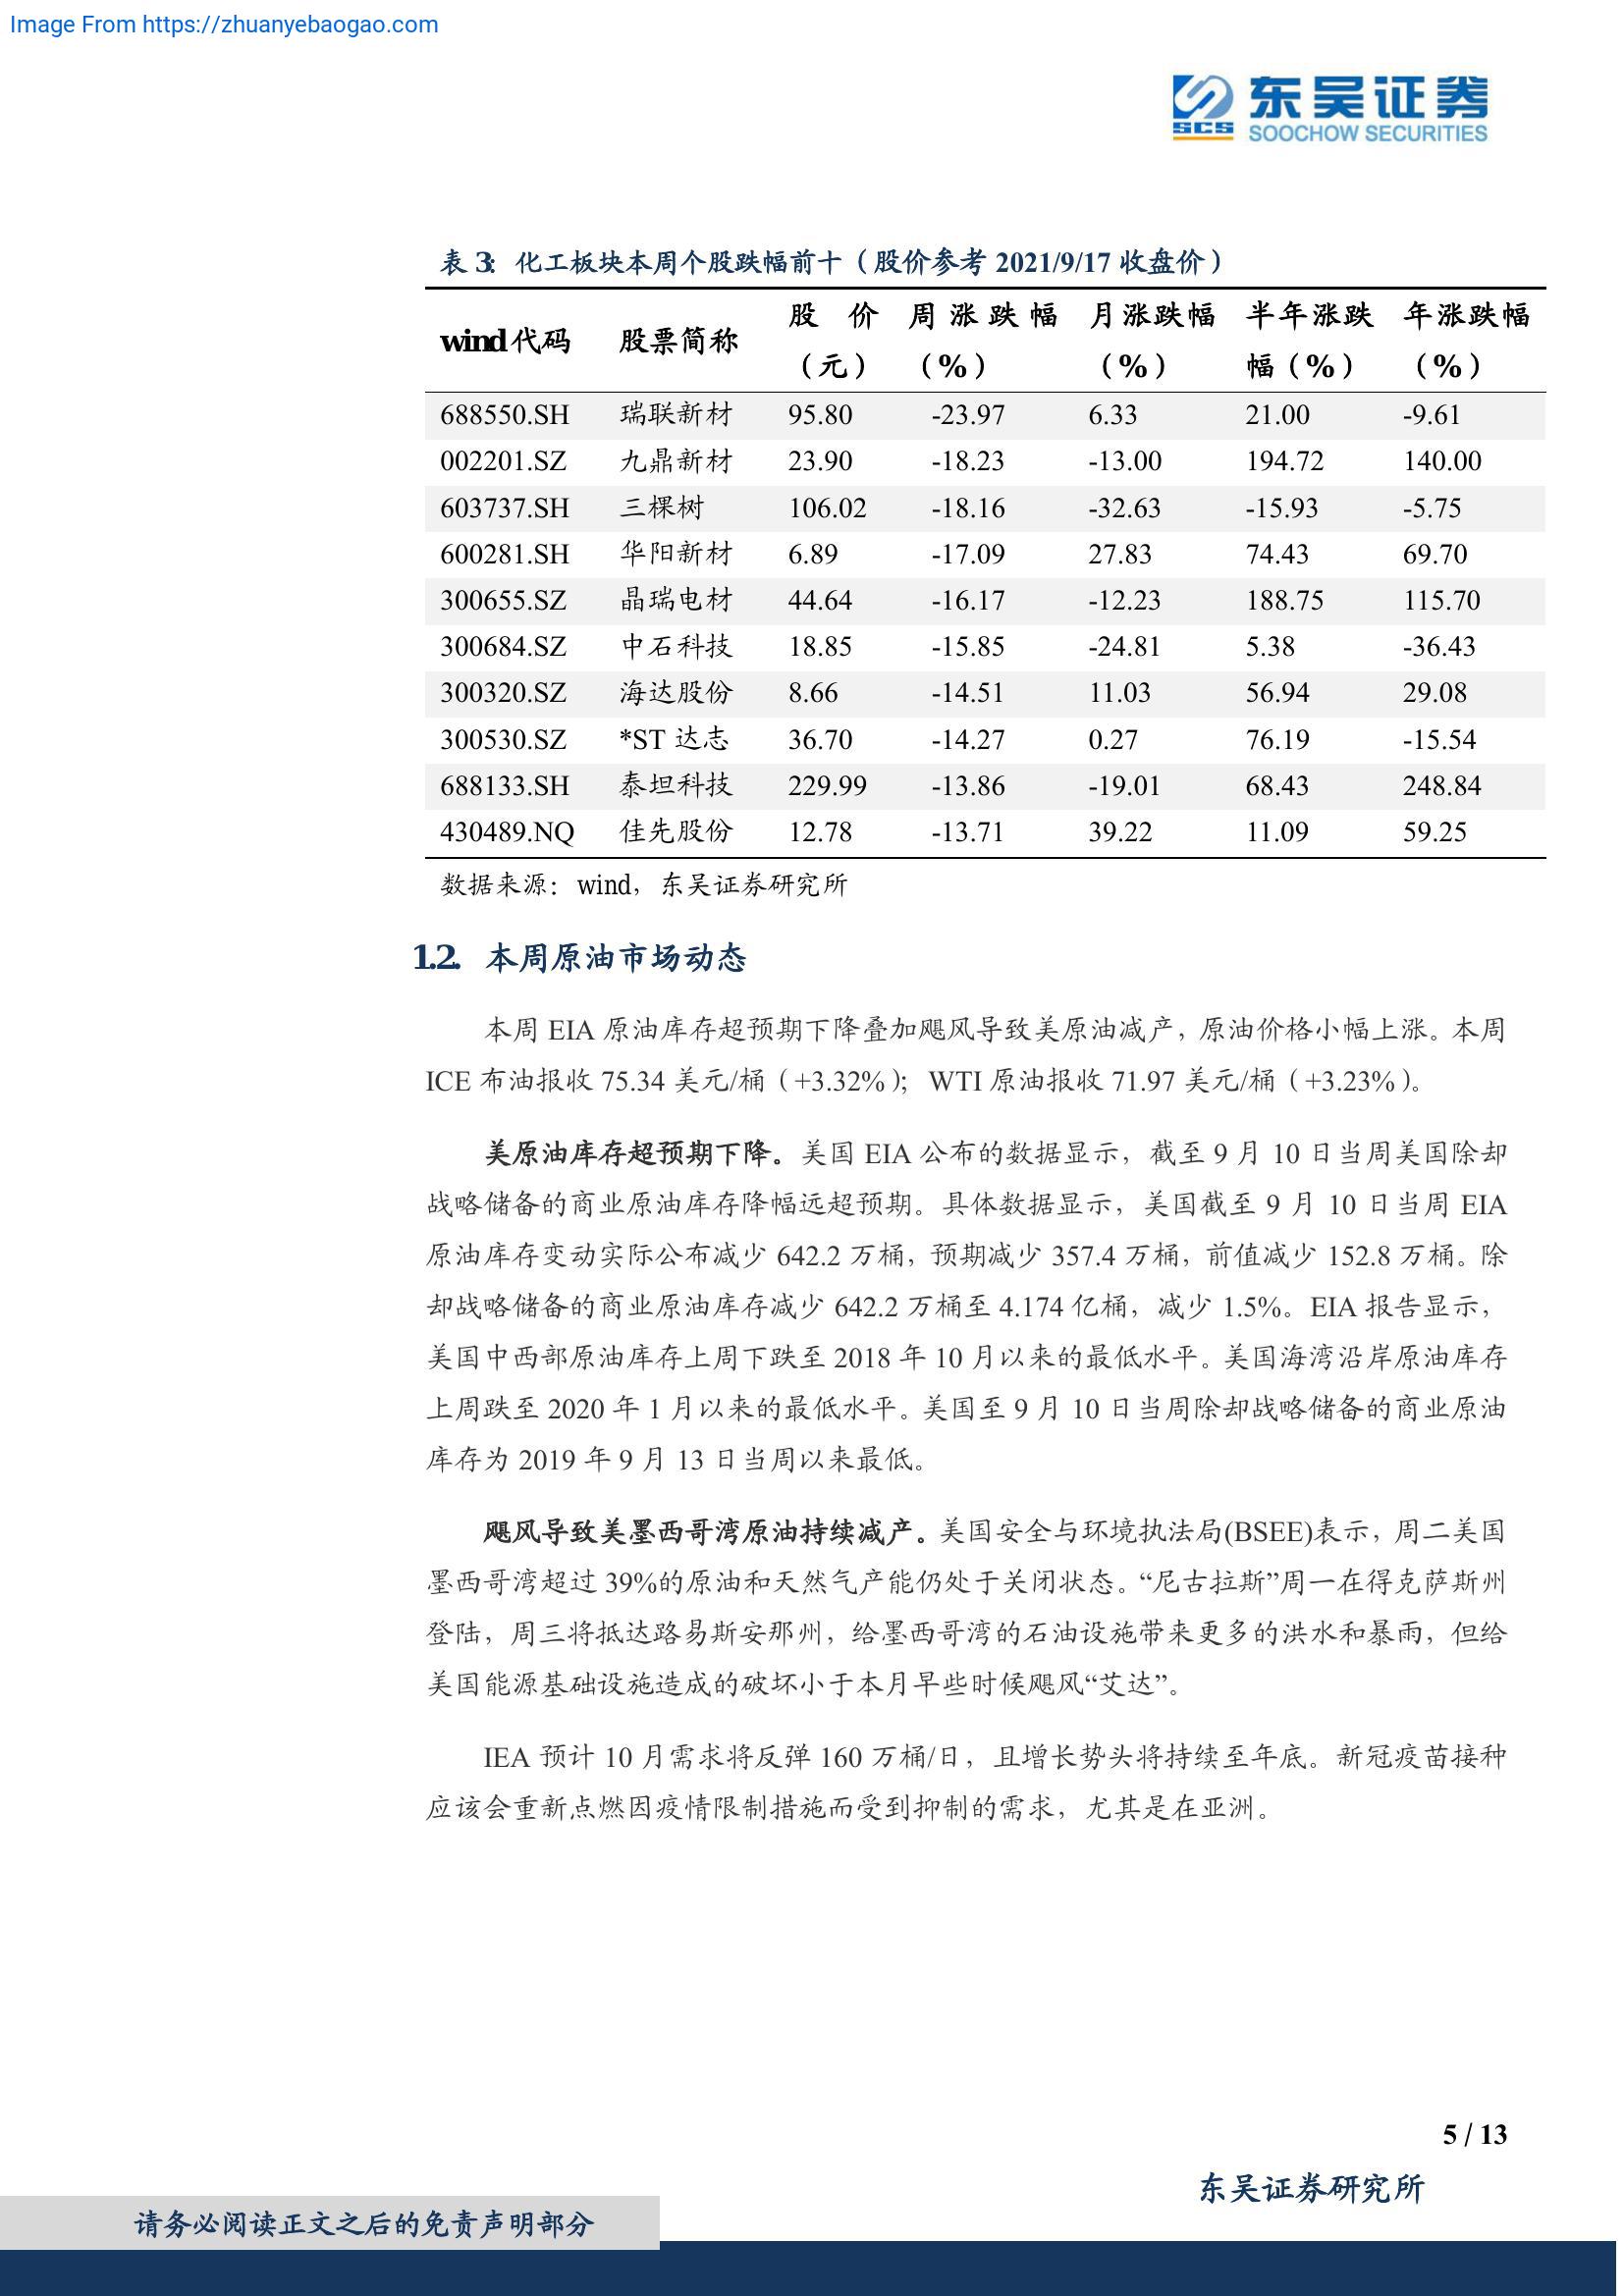 Image From https://zhuanyebaogao.com
东吴证券
SCS SOOCHOW SECURITIES
表 3：化工板块本周个股跌幅前十（股价参考 2021/9/17 收盘价）
wind 代码 股票简称 股价（元） 周涨跌幅（%） 月涨跌幅（%） 半年涨跌幅（%） 年涨跌幅（%）
688550.SH 瑞联新材 95.80 -23.97 6.33 21.00 -9.61
002201.SZ 九鼎新材 23.90 -18.23 -13.00 194.72 140.00
603737.SH 三棵树 106.02 -18.16 -32.63 -15.93 -5.75
600281.SH 华阳新材 6.89 -17.09 27.83 74.43 69.70
300655.SZ 晶瑞电材 44.64 -16.17 -12.23 188.75 115.70
300684.SZ 中石科技 18.85 -15.85 -24.81 5.38 -36.43
300320.SZ 海达股份 8.66 -14.51 11.03 56.94 29.08
300530.SZ *ST 达志 36.70 -14.27 0.27 76.19 -15.54
688133.SH 泰坦科技 229.99 -13.86 -19.01 68.43 248.84
430489.NQ 佳先股份 12.78 -13.71 39.22 11.09 59.25
数据来源：wind，东吴证券研究所
1.2. 本周原油市场动态
本周 EIA 原油库存超预期下降叠加飓风导致美原油减产，原油价格小幅上涨。本周
ICE 布油报收 75.34 美元/桶（+3.32%）；WTI 原油报收 71.97 美元/桶（+3.23%）。
美原油库存超预期下降。美国 EIA 公布的数据显示，截至 9 月 10 日当周美国除却
战略储备的商业原油库存降幅远超预期。具体数据显示，美国截至 9 月 10 日当周 EIA
原油库存变动实际公布减少 642.2 万桶，预期减少 357.4 万桶，前值减少 152.8 万桶。除
却战略储备的商业原油库存减少 642.2 万桶至 4.174 亿桶，减少 1.5%。EIA 报告显示，
美国中西部原油库存上周下跌至 2018 年 10 月以来的最低水平。美国海湾沿岸原油库存
上周跌至 2020 年 1 月以来的最低水平。美国至 9 月 10 日当周除却战略储备的商业原油
库存为 2019 年 9 月 13 日当周以来最低。
飓风导致美墨西哥湾原油持续减产。美国安全与环境执法局(BSEE)表示，周二美国
墨西哥湾超过 39%的原油和天然气产能仍处于关闭状态。“尼古拉斯”周一在得克萨斯州
登陆，周三将抵达路易斯安那州，给墨西哥湾的石油设施带来更多的洪水和暴雨，但给
美国能源基础设施造成的破坏小于本月早些时候飓风“艾达”。
IEA 预计 10 月需求将反弹 160 万桶/日，且增长势头将持续至年底。新冠疫苗接种
应该会重新点燃因疫情限制措施而受到抑制的需求，尤其是在亚洲。
5 / 13
东吴证券研究所
请务必阅读正文之后的免责声明部分